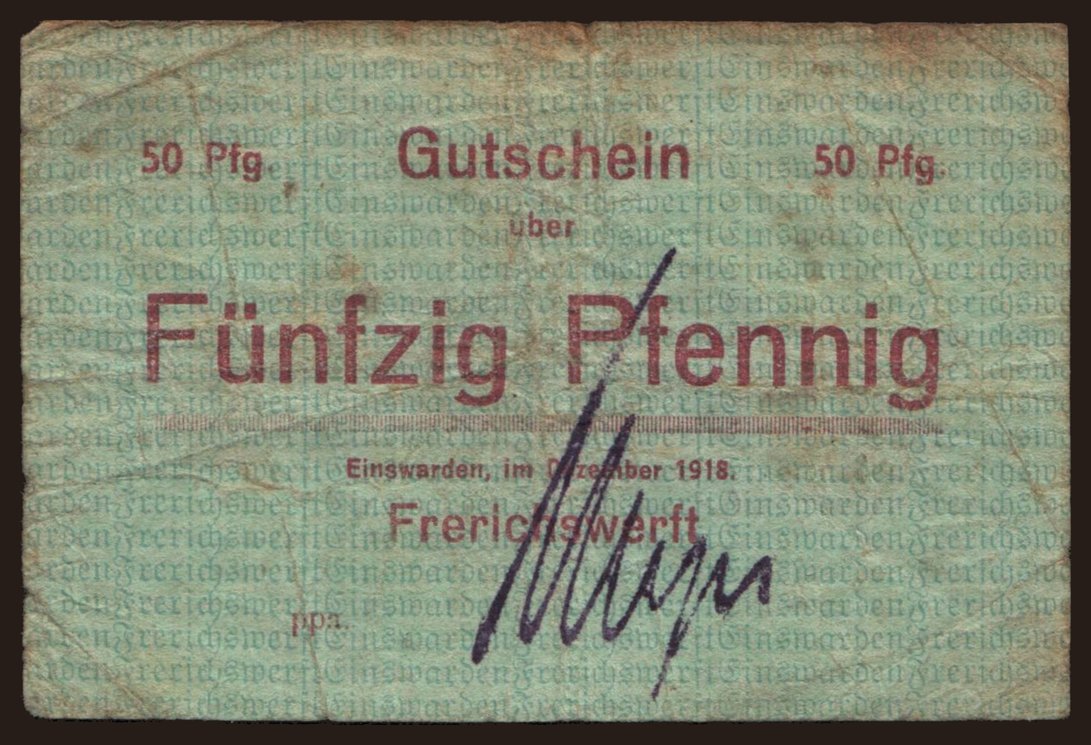 50 Pfg Gutschein 50 Pfg.
über
Fünfzig Pfennig
Einswarden, im Dezember 1918.
Frerichswerft
ppa.